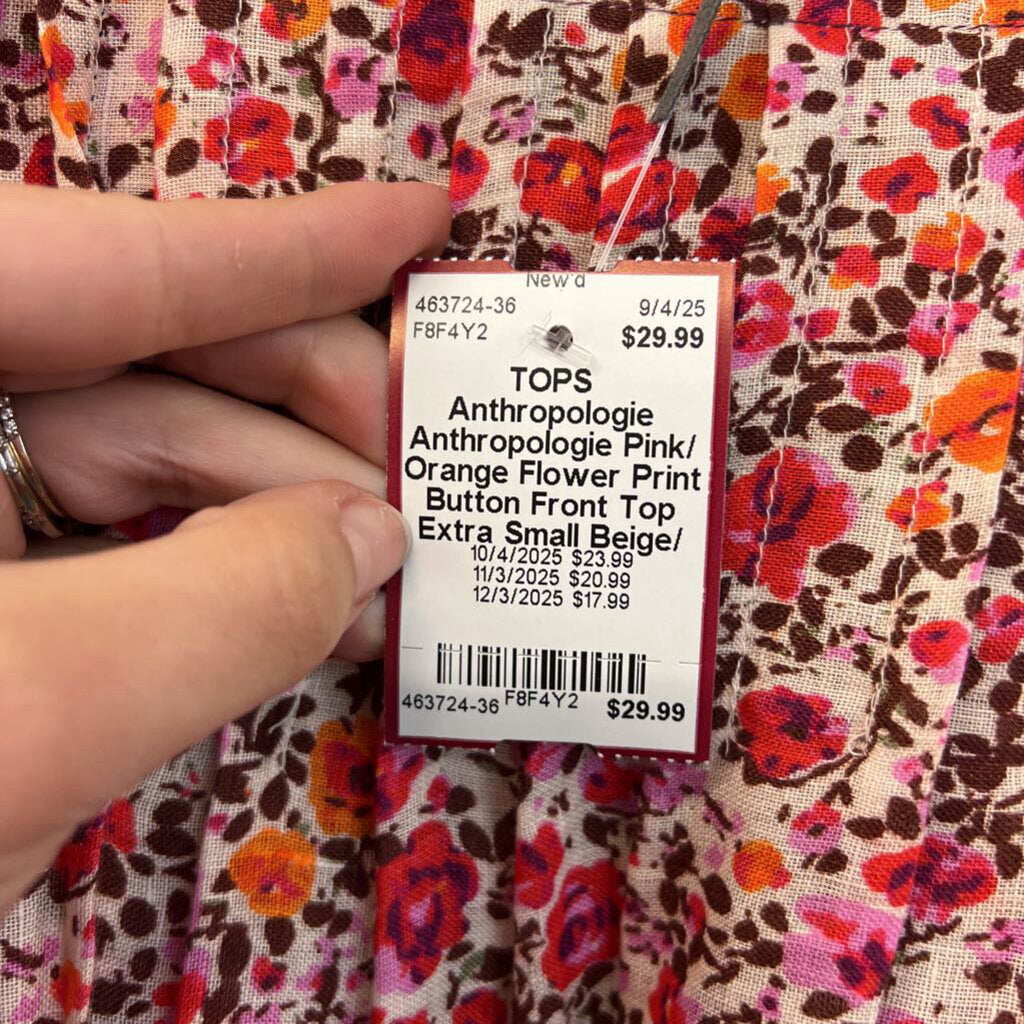 New'd
463724-36 9/4/25
F8F4Y2 $29.99
TOPS
Anthropologie
Anthropologie Pink/
Orange Flower Print
Button Front Top
Extra Small Beige/
10/4/2025 $23.99
11/3/2025 $20.99
12/3/2025 $17.99
463724-36 F8F4Y2 $29.99